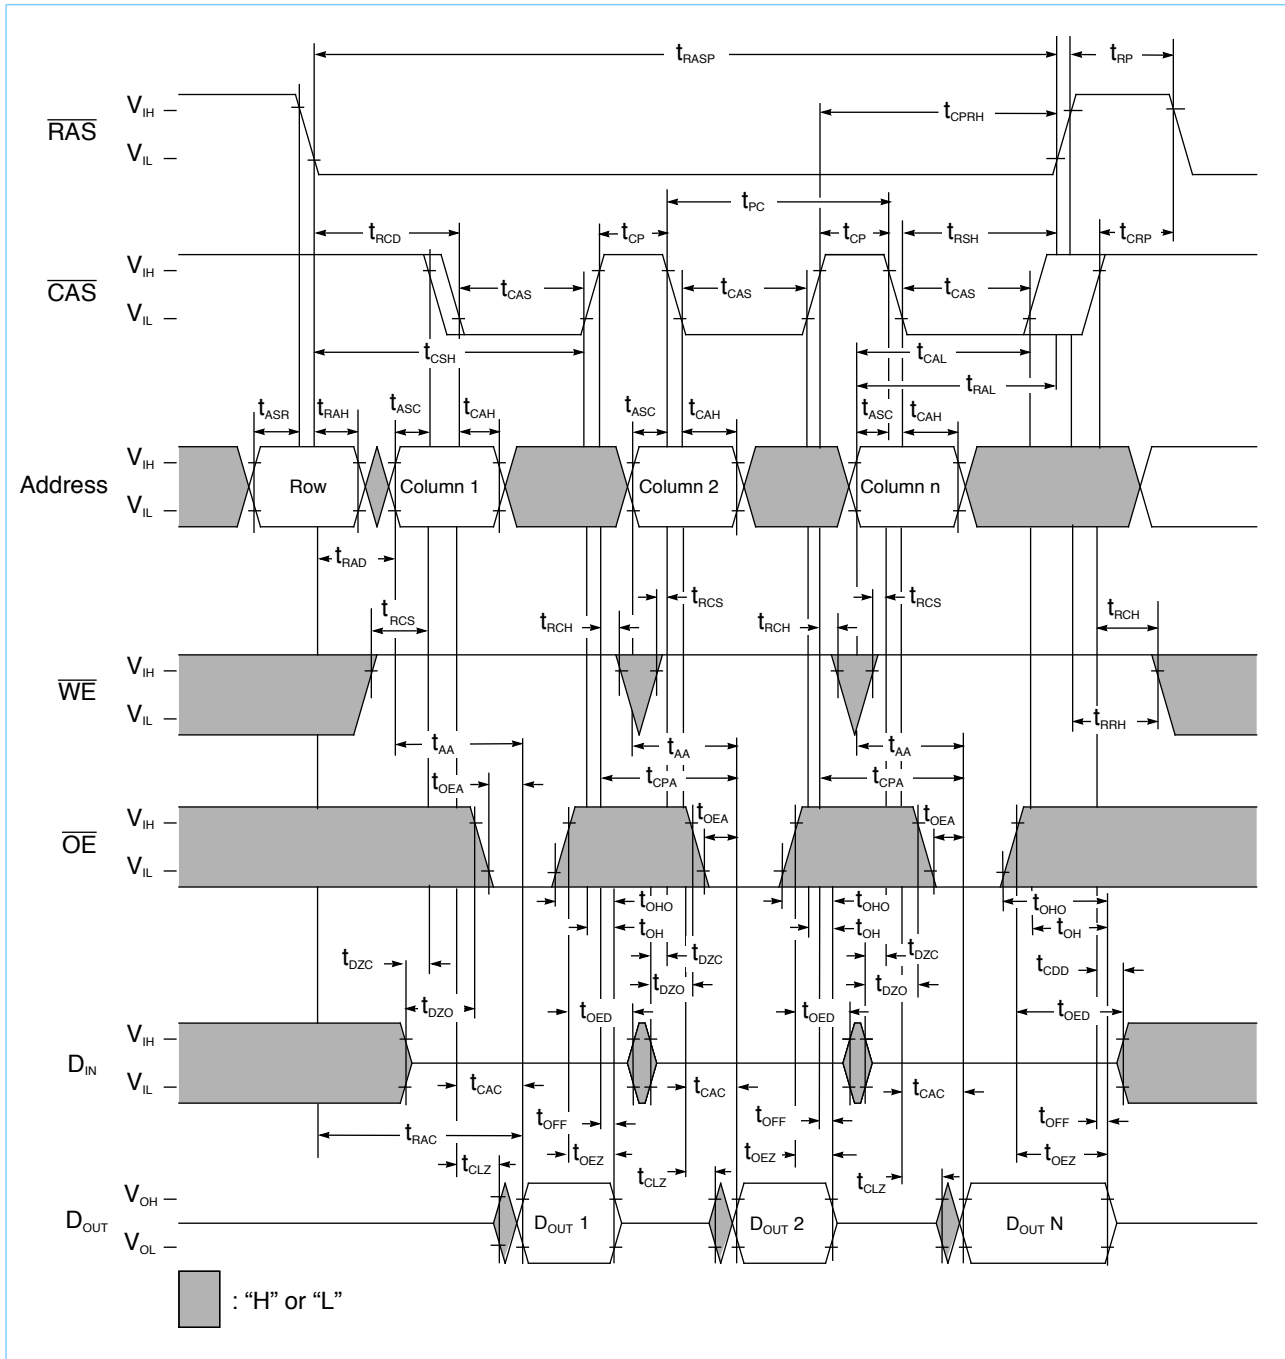 tRASP tRP
VIH
RAS tCPRH
VIL
tPC
tRCD tCP tCP tRSH tCRP
VIH
CAS tCAS tCAS tCAS
VIL
tCSH tCAL
tRAL
tASR tRAH tASC tCAH tASC tCAH tASC tCAH
VIH
Address Row Column 1 Column 2 Column n
VIL
tRAD
tRCS tRCS tRCS
tRCH tRCH tRCH
VIH
WE
VIL
tRRH
tAA tAA tAA
tOEA tCPA tCPA
VIH
OE tOEA tOEA
VIL
tOHO tOHO tOHO
tOH tOH tOH
tDZC tDZC tDZC tCDD
tDZO tDZO tDZO
tOED tOED tOED
VIH
DIN
VIL
tCAC tCAC tCAC
tOFF tOFF tOFF
tRAC
tOEZ tOEZ tOEZ
tCLZ tCLZ tCLZ
VOH
DOUT DOUT 1 DOUT 2 DOUT N
VOL
: “H” or “L”